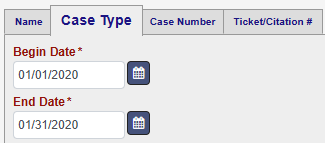 Name Case Type Case Number Ticket/Citation #
Begin Date*
01/01/2020
End Date*
01/31/2020